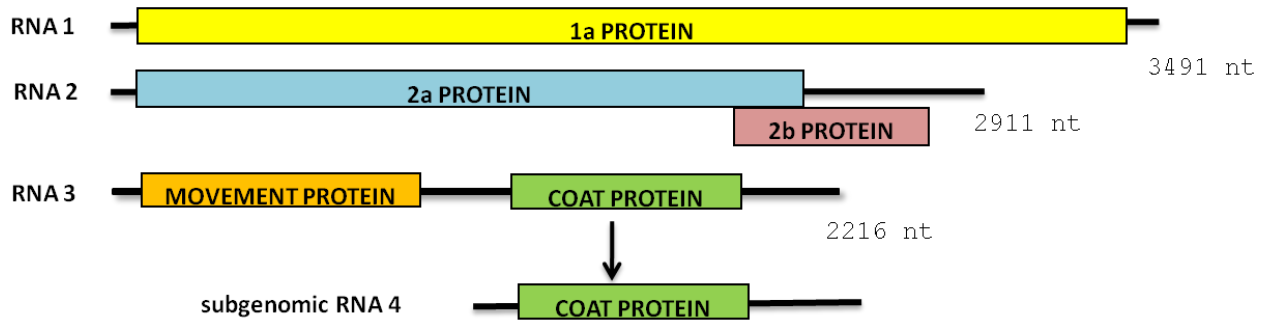 RNA 1
1a PROTEIN
3491 nt
RNA 2
2a PROTEIN
2b PROTEIN
2911 nt
RNA 3
MOVEMENT PROTEIN
COAT PROTEIN
2216 nt
subgenomic RNA 4
COAT PROTEIN